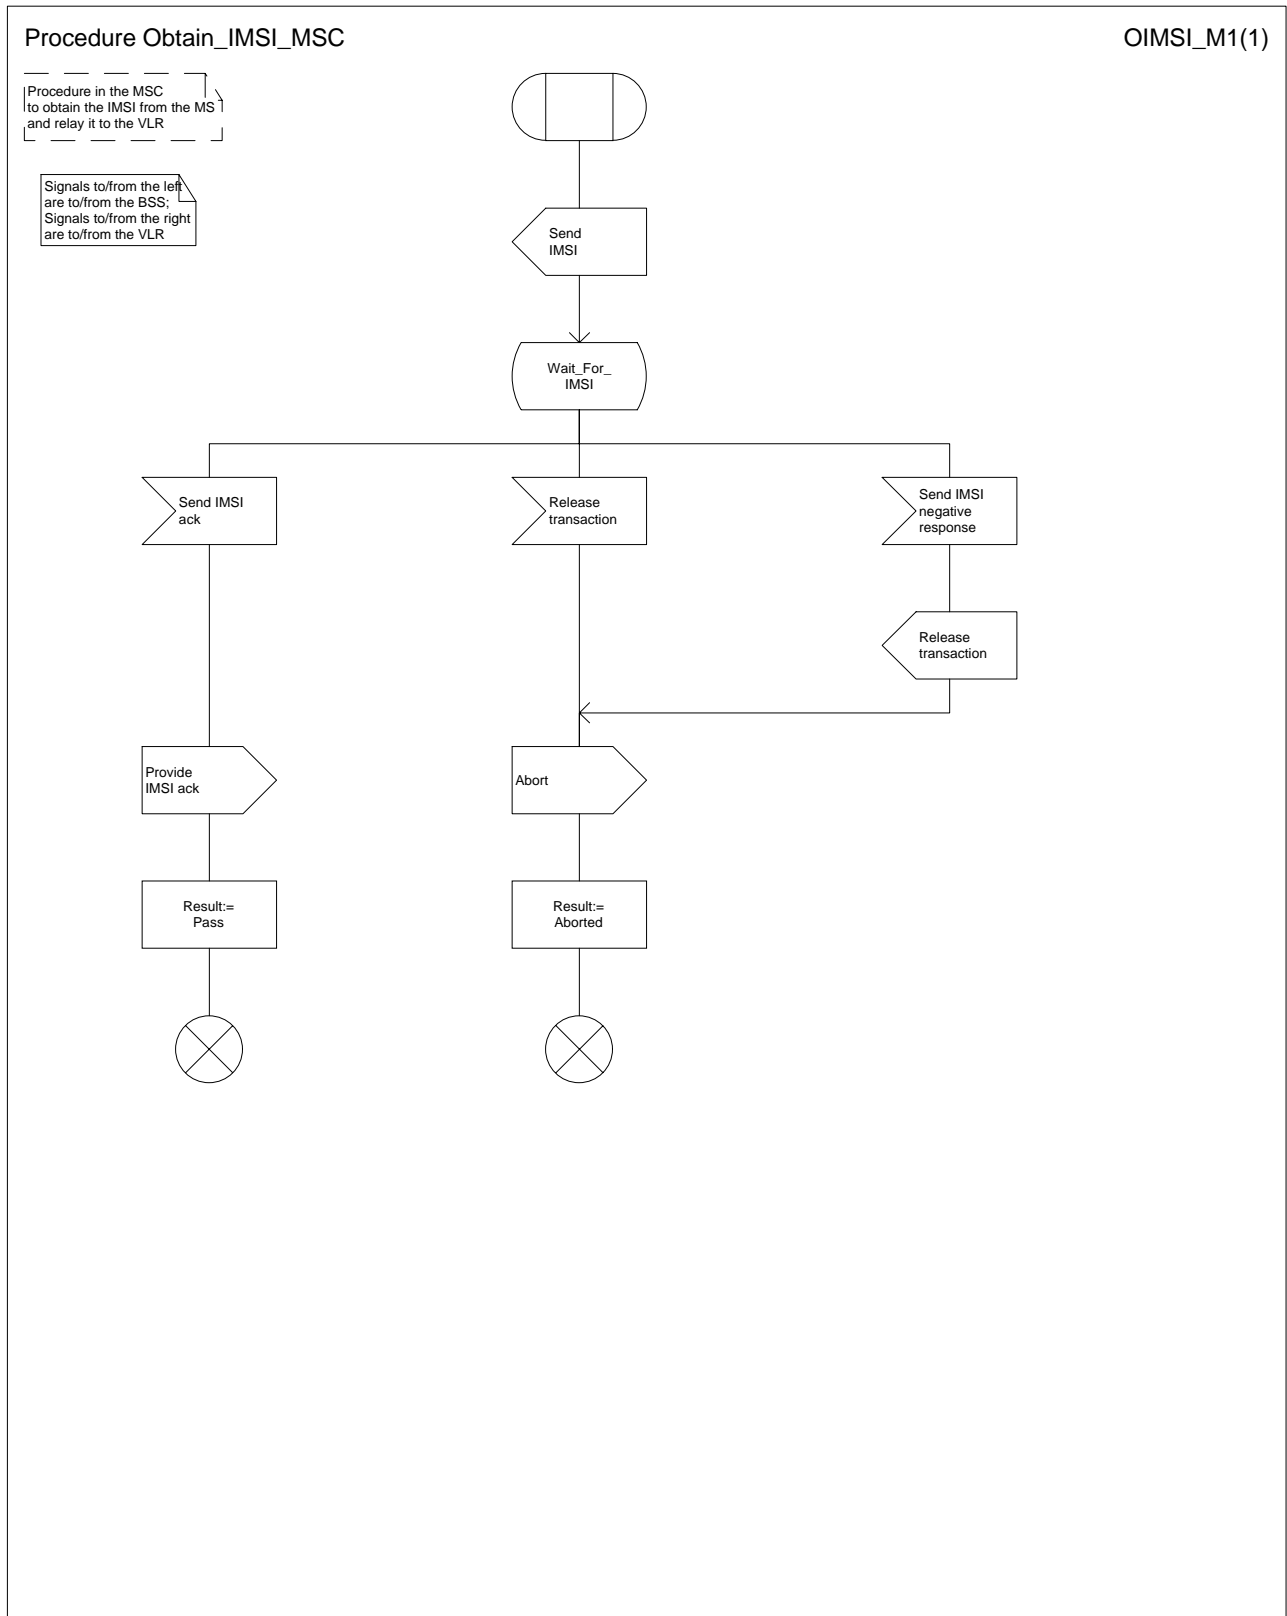 Procedure Obtain_IMSI_MSC
OIMSI_M1(1)
Procedure in the MSC
to obtain the IMSI from the MS
and relay it to the VLR
Signals to/from the left
are to/from the BSS;
Signals to/from the right
are to/from the VLR
Send
IMSI
Wait_For_
IMSI
Send IMSI
ack
Release
transaction
Send IMSI
negative
response
Release
transaction
Provide
IMSI ack
Abort
Result:=
Pass
Result:=
Aborted